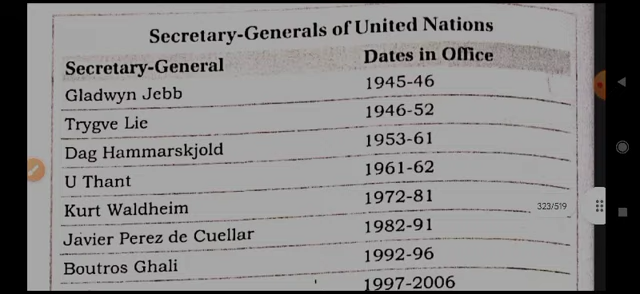 Secretary-Generals of United Nations
Secretary-General Dates in Office
Gladwyn Jebb 1945-46
Trygve Lie 1946-52
Dag Hammarskjold 1953-61
U Thant 1961-62
Kurt Waldheim 1972-81
Javier Perez de Cuellar 1982-91
Boutros Ghali 1992-96
1997-2006
323/519